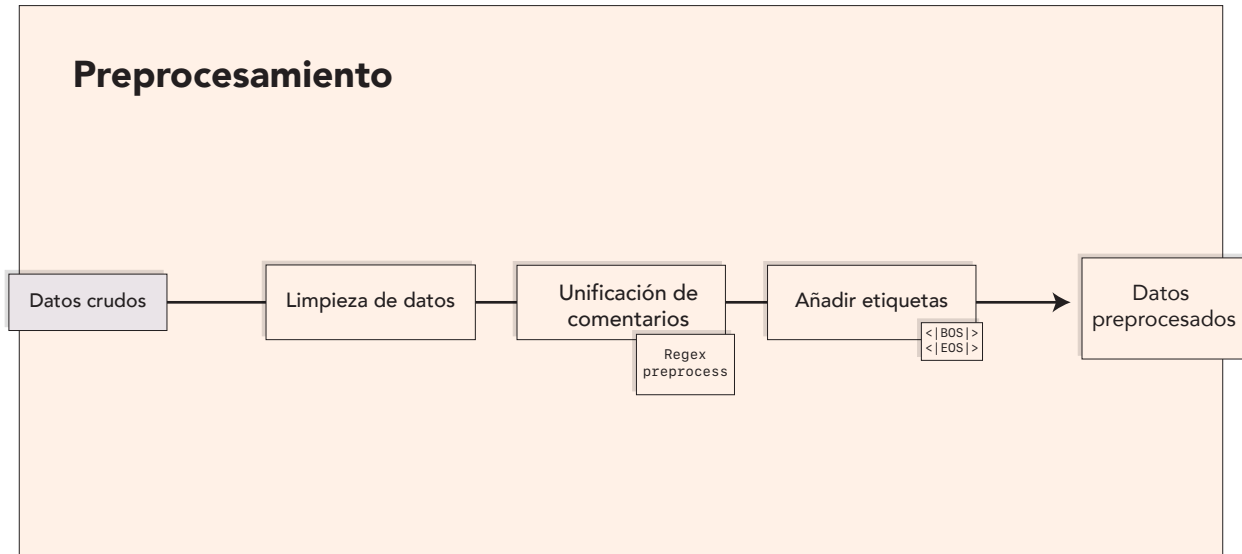 Preprocesamiento
Datos crudos
Limpieza de datos
Unificación de
comentarios
Regex
preprocess
Añadir etiquetas
<|BOS|>
<|EOS|>
Datos
preprocesados